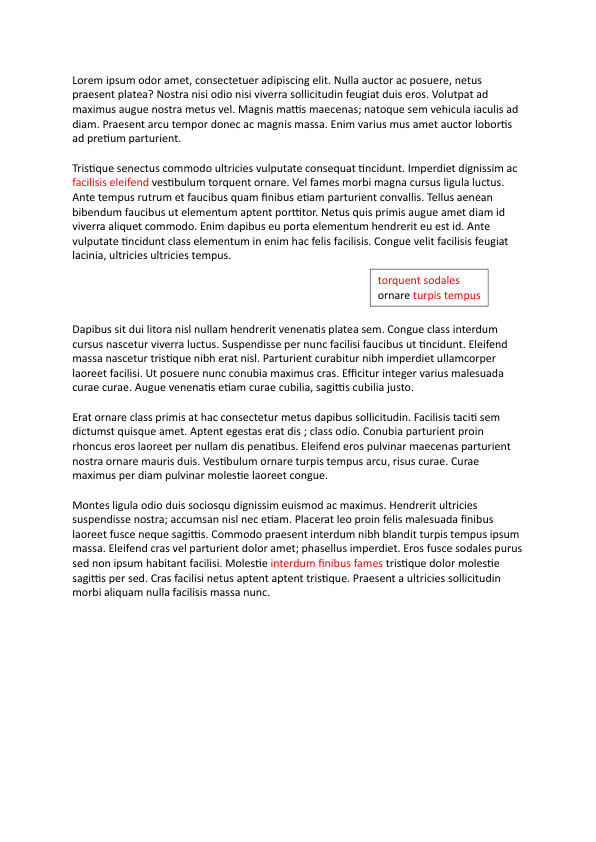 Lorem ipsum odor amet, consectetuer adipiscing elit. Nulla auctor ac posuere, netus
praesent platea? Nostra nisi odio nisi viverra sollicitudin feugiat duis eros. Volutpat ad
maximus augue nostra metus vel. Magnis mattis maecenas; natoque sem vehicula iaculis ad
diam. Praesent arcu tempor donec ac magnis massa. Enim varius mus amet auctor lobortis
ad pretium parturient.

Tristique senectus commodo ultricies vulputate consequat tincidunt. Imperdiet dignissim ac
facilisis eleifend vestibulum torquent ornare. Vel fames morbi magna cursus ligula luctus.
Ante tempus rutrum et faucibus quam finibus etiam parturient convallis. Tellus aenean
bibendum faucibus ut elementum aptent porttitor. Netus quis primis augue amet diam id
viverra aliquet commodo. Enim dapibus eu porta elementum hendrerit eu est id. Ante
vulputate tincidunt class elementum in enim hac felis facilisis. Congue velit facilisis feugiat
lacinia, ultricies ultricies tempus.

torquent sodales
ornare turpis tempus

Dapibus sit dui litora nisl nullam hendrerit venenatis platea sem. Congue class interdum
cursus nascetur viverra luctus. Suspendisse per nunc facilisi faucibus ut tincidunt. Eleifend
massa nascetur tristique nibh erat nisl. Parturient curabitur nibh imperdiet ullamcorper
laoreet facilisi. Ut posuere nunc conubia maximus cras. Efficitur integer varius malesuada
curae curae. Augue venenatis etiam curae cubilia, sagittis cubilia justo.

Erat ornare class primis at hac consectetur metus dapibus sollicitudin. Facilisis taciti sem
dictumst quisque amet. Aptent egestas erat dis ; class odio. Conubia parturient proin
rhoncus eros laoreet per nullam dis penatibus. Eleifend eros pulvinar maecenas parturient
nostra ornare mauris duis. Vestibulum ornare turpis tempus arcu, risus curae. Curae
maximus per diam pulvinar molestie laoreet congue.

Montes ligula odio duis sociosqu dignissim euismod ac maximus. Hendrerit ultricies
suspendisse nostra; accumsan nisl nec etiam. Placerat leo proin felis malesuada finibus
laoreet fusce neque sagittis. Commodo praesent interdum nibh blandit turpis tempus ipsum
massa. Eleifend cras vel parturient dolor amet; phasellus imperdiet. Eros fusce sodales purus
sed non ipsum habitant facilisi. Molestie interdum finibus fames tristique dolor molestie
sagittis per sed. Cras facilisi netus aptent aptent tristique. Praesent a ultricies sollicitudin
morbi aliquam nulla facilisis massa nunc.